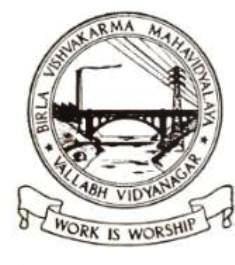 BIRLA VISHVAKARMA MAHAVIDYALAYA
* VALLABH VIDYANAGAR *
WORK IS WORSHIP